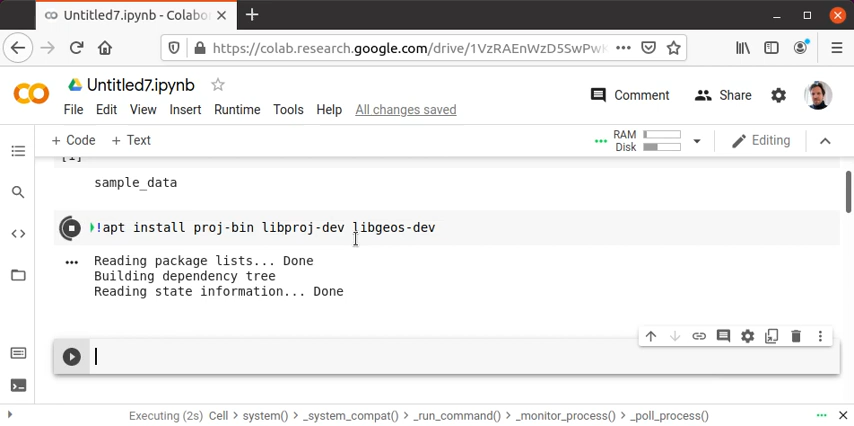 Untitled7.ipynb - Colabo
https://colab.research.google.com/drive/1VzRAEnWzD5SwPwK
Untitled7.ipynb
File Edit View Insert Runtime Tools Help All changes saved
Comment Share
+ Code + Text
RAM
Disk
Editing
[1]
sample_data
!apt install proj-bin libproj-dev libgeos-dev
Reading package lists... Done
Building dependency tree
Reading state information... Done
Executing (2s) Cell > system() > _system_compat() > _run_command() > _monitor_process() > _poll_process()